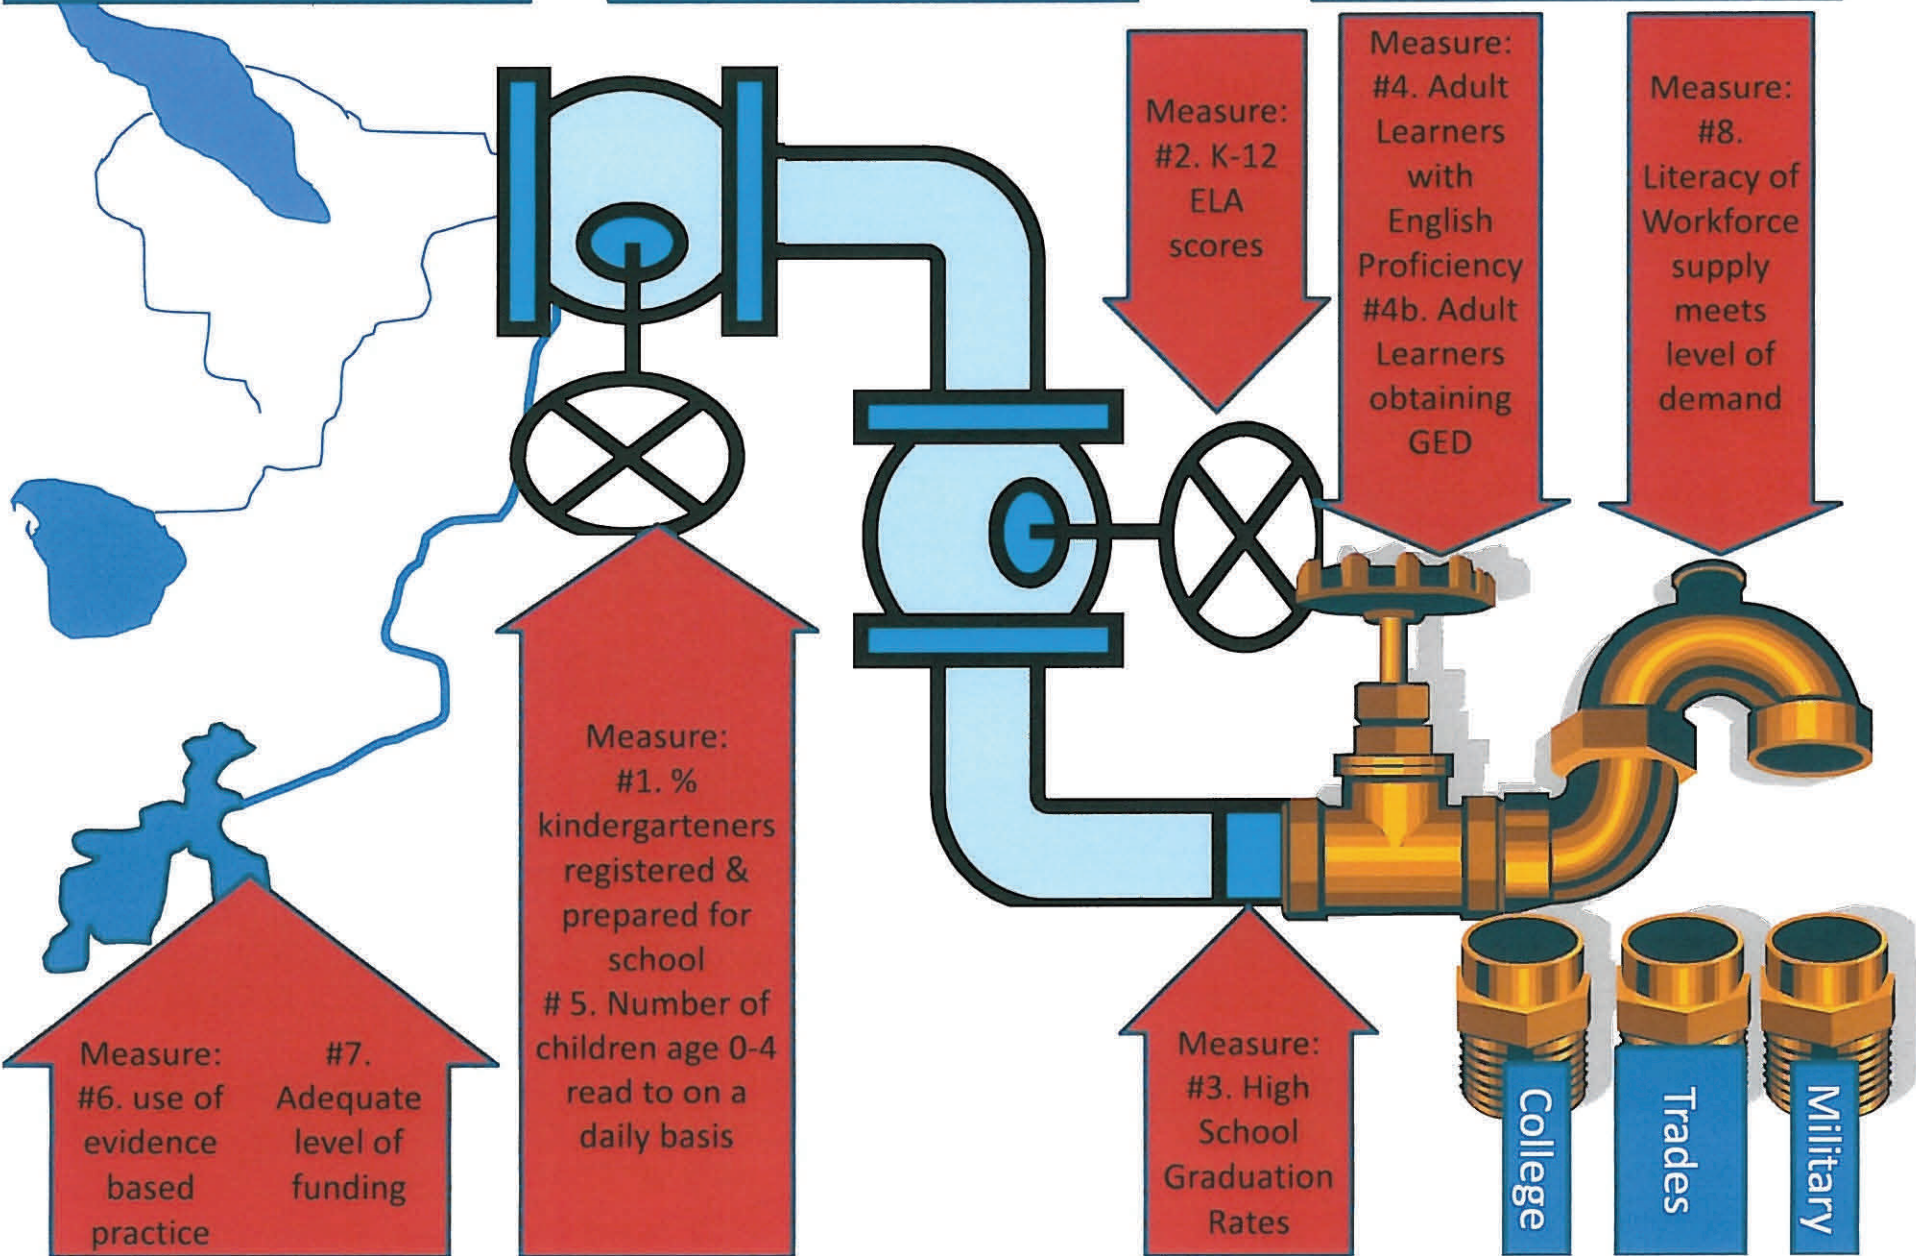 Measure:
#2. K-12
ELA
scores
Measure:
#4. Adult
Learners
with
English
Proficiency
#4b. Adult
Learners
obtaining
GED
Measure:
#8.
Literacy of
Workforce
supply
meets
level of
demand
Measure:
#6. use of
evidence
based
practice
#7.
Adequate
level of
funding
Measure:
#1. %
kindergarteners
registered &
prepared for
school
# 5. Number of
children age 0-4
read to on a
daily basis
Measure:
#3. High
School
Graduation
Rates
College
Trades
Military